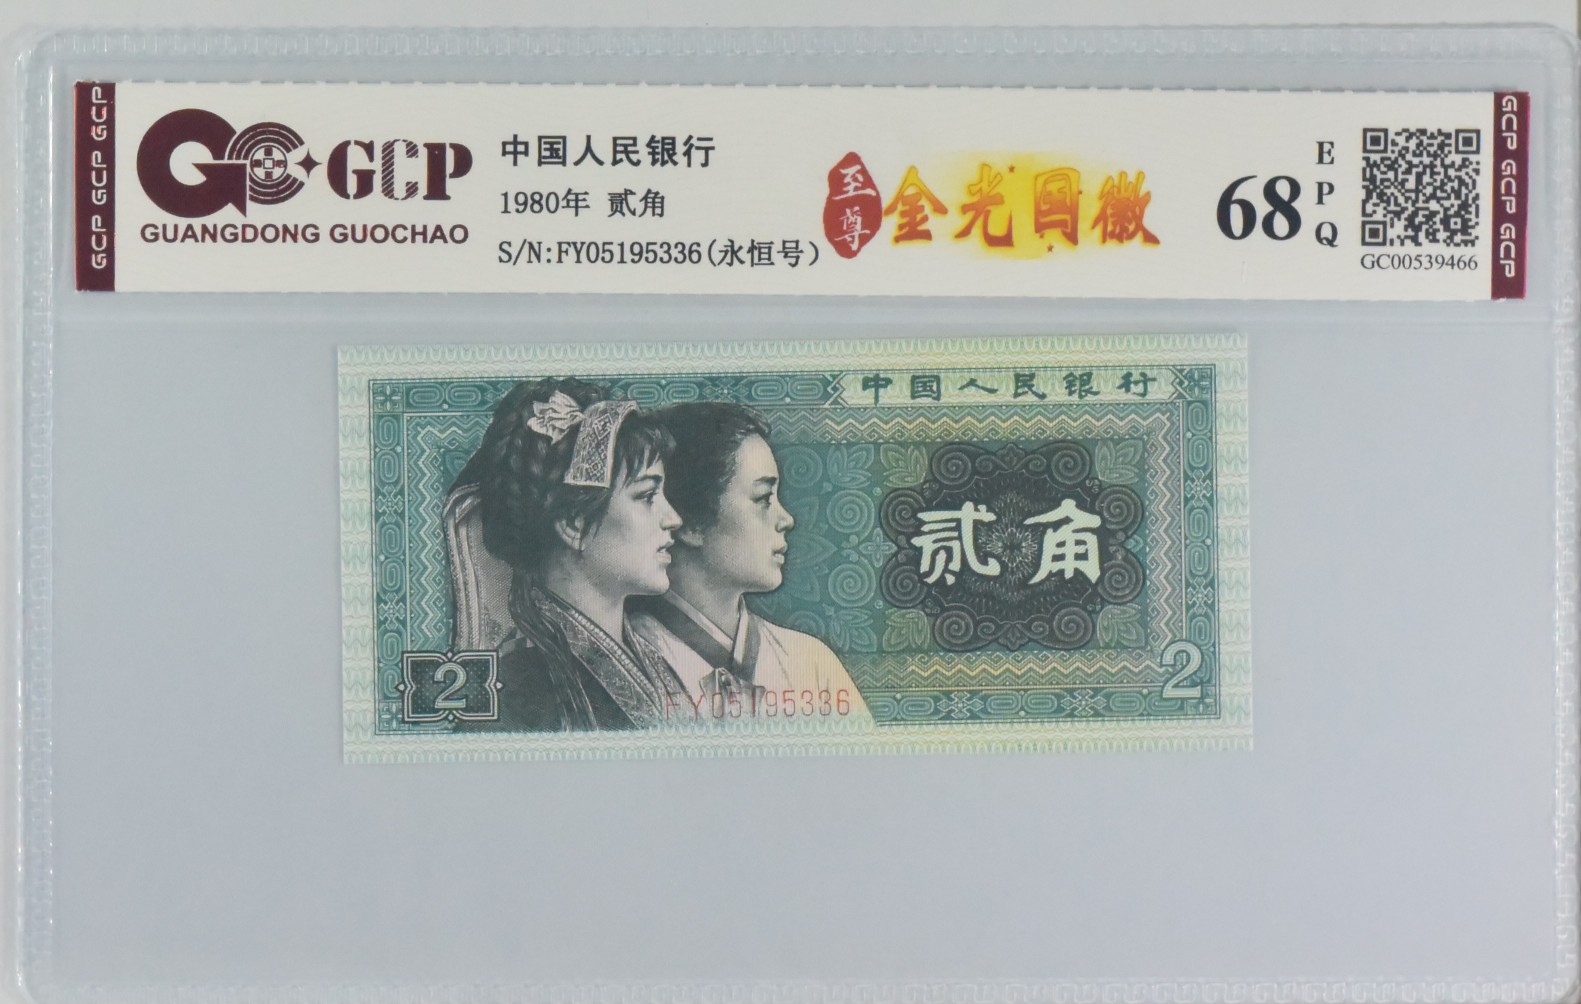 GCP GCP GCP
GCP
GUANGDONG GUOCHAO
中国人民银行
1980年 贰角
S/N:FY05195336(永恒号)
至尊
金光国徽
68
EPQ
GC00539466
GCP GCP GCP
中国人民银行
贰角
2
2
FY05195336